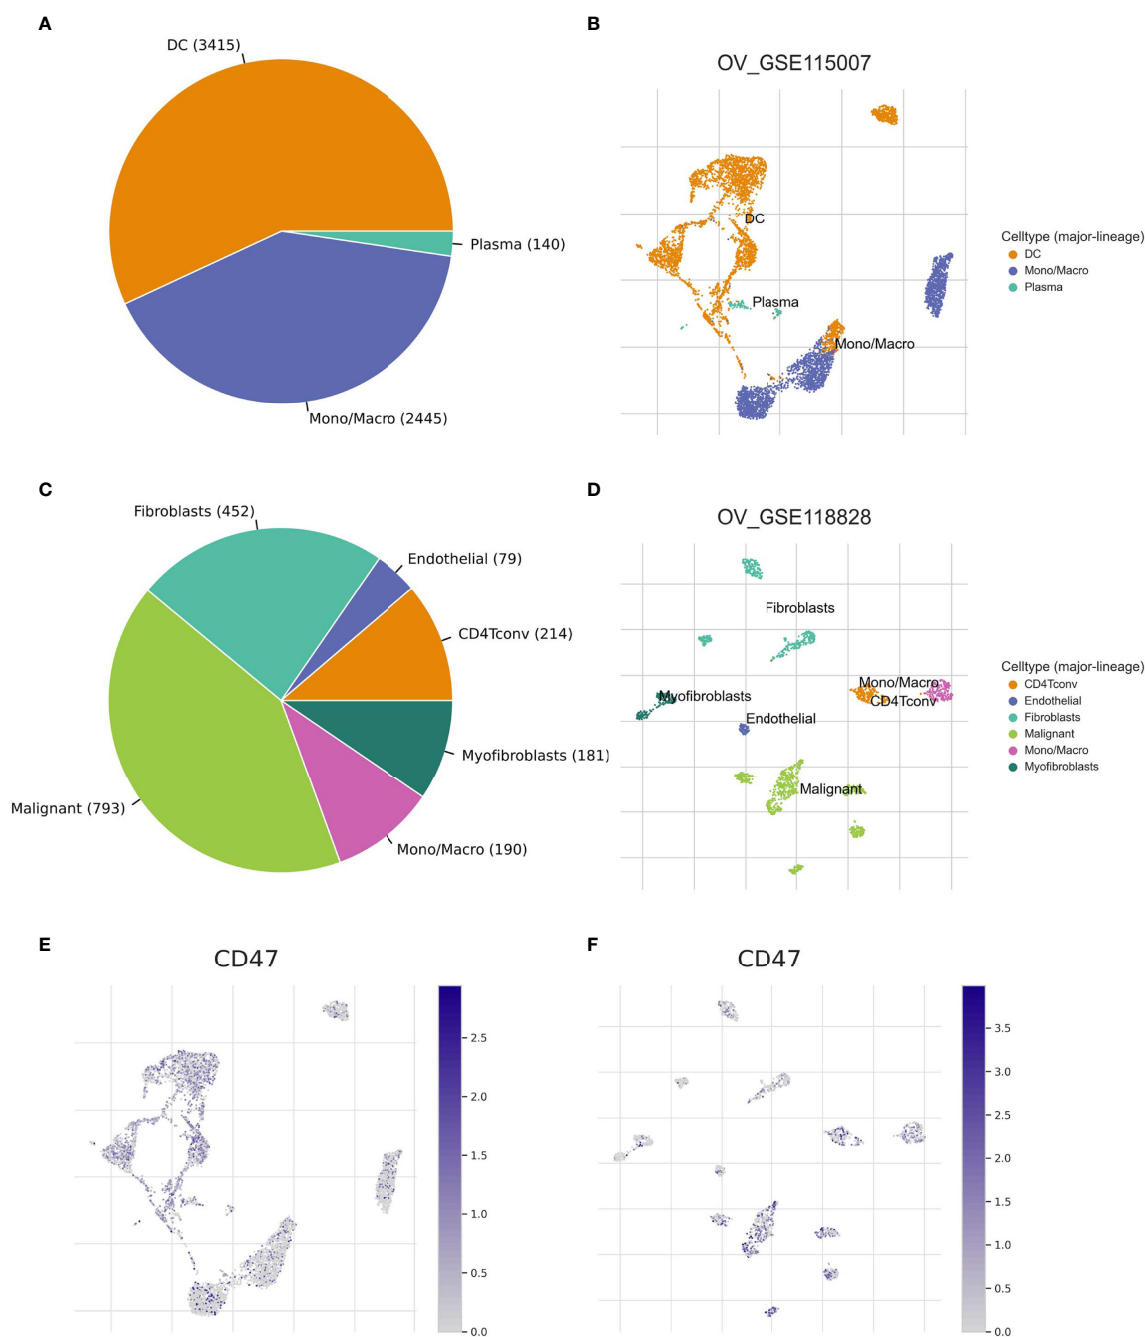 A
DC (3415)
Plasma (140)
Mono/Macro (2445)
B
OV_GSE115007
DC
Plasma
Mono/Macro
Celltype (major-lineage)
DC
Mono/Macro
Plasma
C
Fibroblasts (452)
Endothelial (79)
CD4Tconv (214)
Myofibroblasts (181)
Malignant (793)
Mono/Macro (190)
D
OV_GSE118828
Fibroblasts
Mono/Macro
Myofibroblasts
CD4Tconv
Endothelial
Malignant
Celltype (major-lineage)
CD4Tconv
Endothelial
Fibroblasts
Malignant
Mono/Macro
Myofibroblasts
E
CD47
2.5
2.0
1.5
1.0
0.5
0.0
F
CD47
3.5
3.0
2.5
2.0
1.5
1.0
0.5
0.0